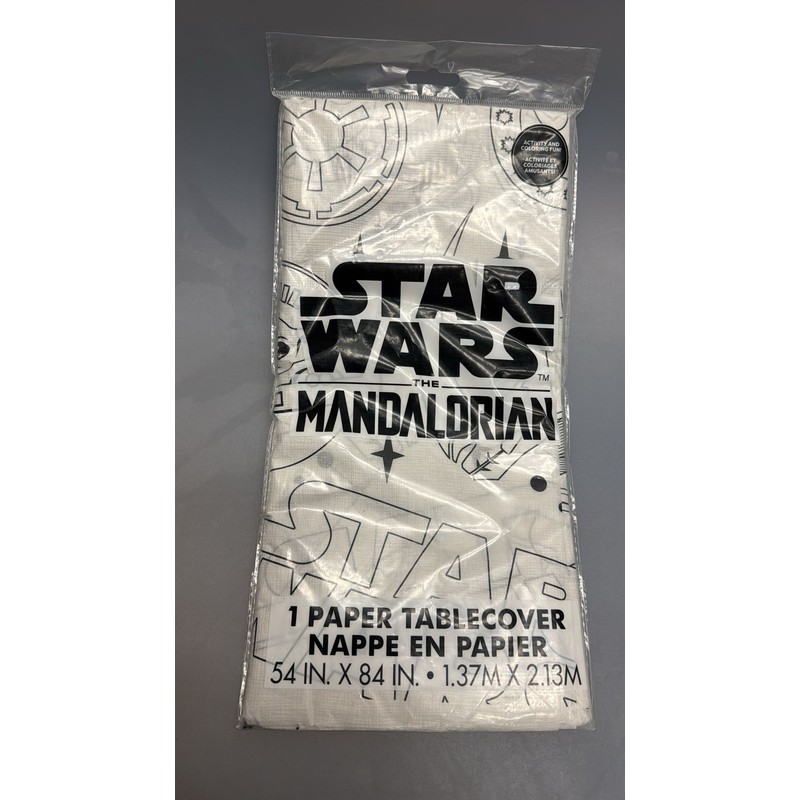 ACTIVITY AND
COLORING FUN!
ACTIVITÉ ET
COLORIAGES
AMUSANTS!
STAR
WARS
TM
THE
MANDALORIAN
STAR
1 PAPER TABLECOVER
NAPPE EN PAPIER
54 IN. X 84 IN. • 1.37M X 2.13M